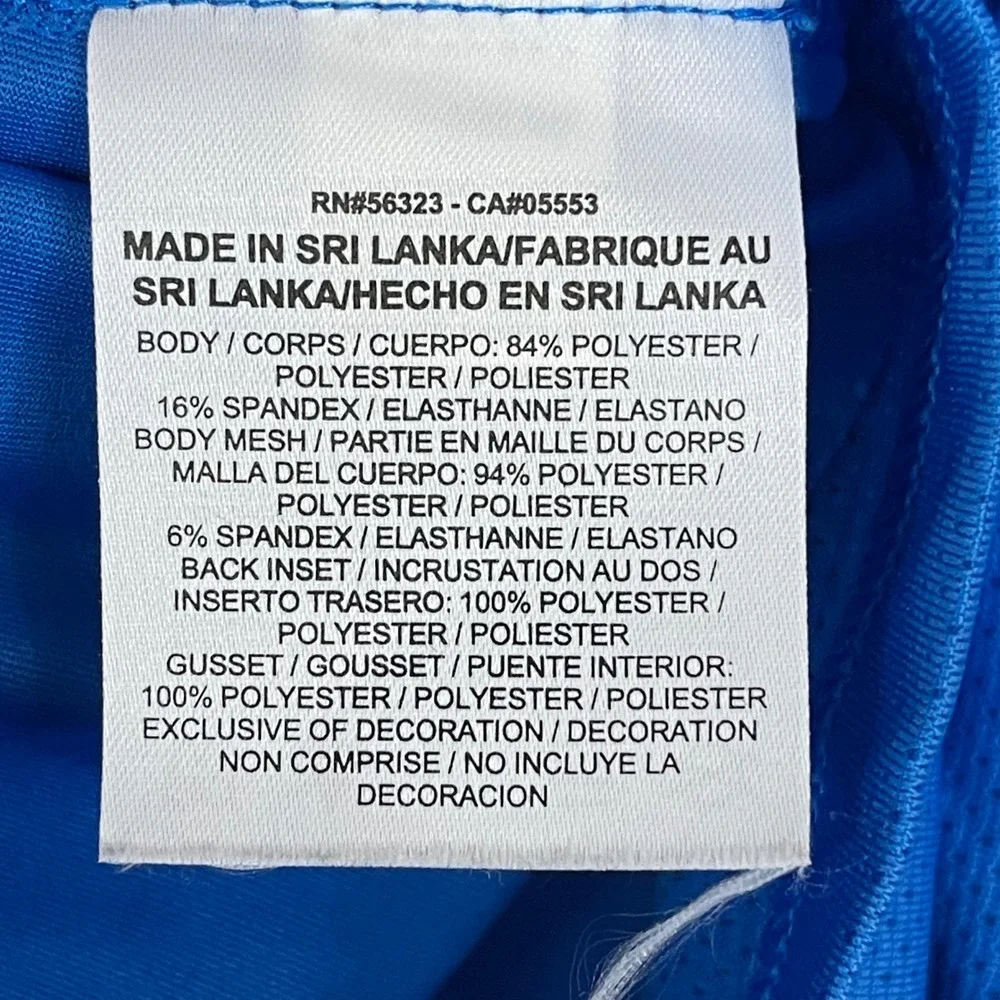 RN#56323 - CA#05553
MADE IN SRI LANKA/FABRIQUE AU
SRI LANKA/HECHO EN SRI LANKA
BODY / CORPS / CUERPO: 84% POLYESTER /
POLYESTER / POLIESTER
16% SPANDEX / ELASTHANNE / ELASTANO
BODY MESH / PARTIE EN MAILLE DU CORPS /
MALLA DEL CUERPO: 94% POLYESTER /
POLYESTER / POLIESTER
6% SPANDEX / ELASTHANNE / ELASTANO
BACK INSET / INCRUSTATION AU DOS /
INSERTO TRASERO: 100% POLYESTER /
POLYESTER / POLIESTER
GUSSET / GOUSSET / PUENTE INTERIOR:
100% POLYESTER / POLYESTER / POLIESTER
EXCLUSIVE OF DECORATION / DECORATION
NON COMPRISE / NO INCLUYE LA
DECORACION